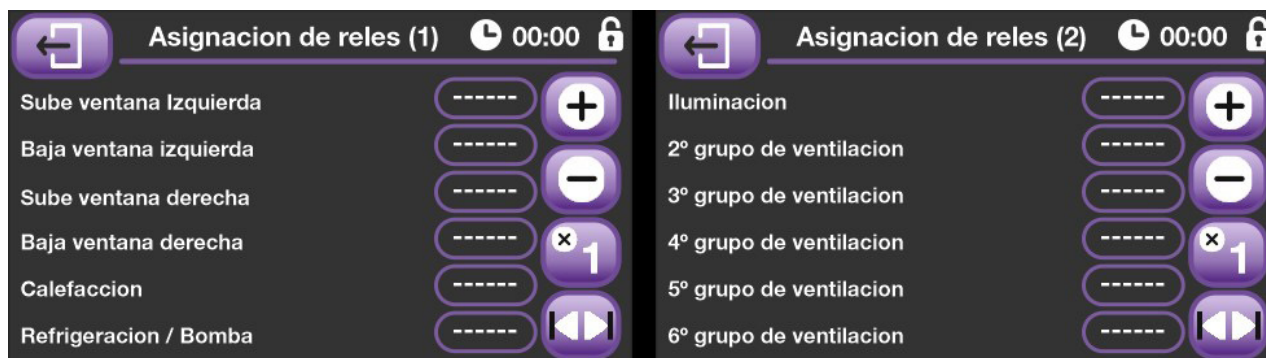 Asignacion de reles (1) 00:00
Sube ventana Izquierda ------
Baja ventana izquierda ------
Sube ventana derecha ------
Baja ventana derecha ------
Calefaccion ------
Refrigeracion / Bomba ------
+
−
×1
Asignacion de reles (2) 00:00
Iluminacion ------
2º grupo de ventilacion ------
3º grupo de ventilacion ------
4º grupo de ventilacion ------
5º grupo de ventilacion ------
6º grupo de ventilacion ------
+
−
×1